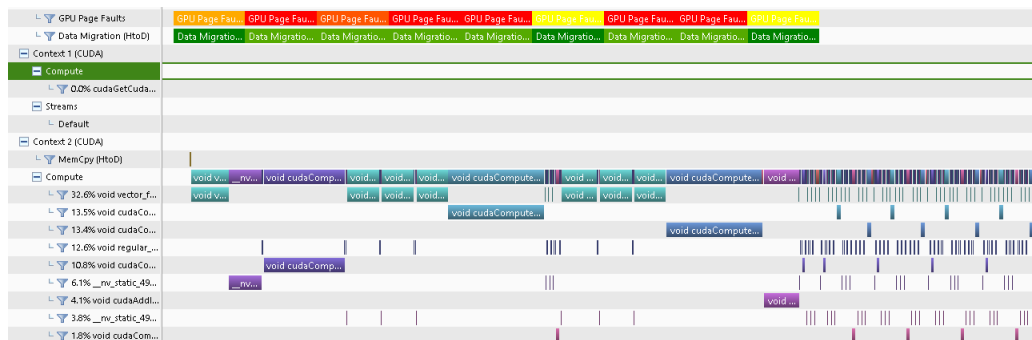 GPU Page Faults GPU Page Fau... GPU Page Fau... GPU Page Fau... GPU Page Fau... GPU Page Fau... GPU Page Fau... GPU Page Fau... GPU Page Fau... GPU Page Fau...
Data Migration (HtoD) Data Migratio... Data Migratio... Data Migratio... Data Migratio... Data Migratio... Data Migratio... Data Migratio... Data Migratio... Data Migratio...
Context 1 (CUDA)
Compute
0.0% cudaGetCuda...
Streams
Default
Context 2 (CUDA)
MemCpy (HtoD)
Compute void v... __nv... void cudaComp... void... void... void... void cudaCompute... void ... void... void... void cudaCompute... void ...
32.6% void vector_f... void v... void... void... void... void ... void... void...
13.5% void cudaCo... void cudaCompute...
13.4% void cudaCo... void cudaCompute...
12.6% void regular_...
10.8% void cudaCo... void cudaComp...
6.1% __nv_static_49... __nv...
4.1% void cudaAddI... void ...
3.8% __nv_static_49...
1.8% void cudaCom...